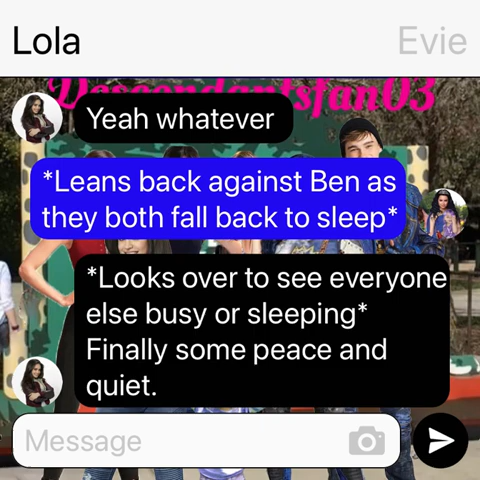 Lola Evie
Descendantsfan03
Yeah whatever
*Leans back against Ben as
they both fall back to sleep*
*Looks over to see everyone
else busy or sleeping*
Finally some peace and
quiet.
Message